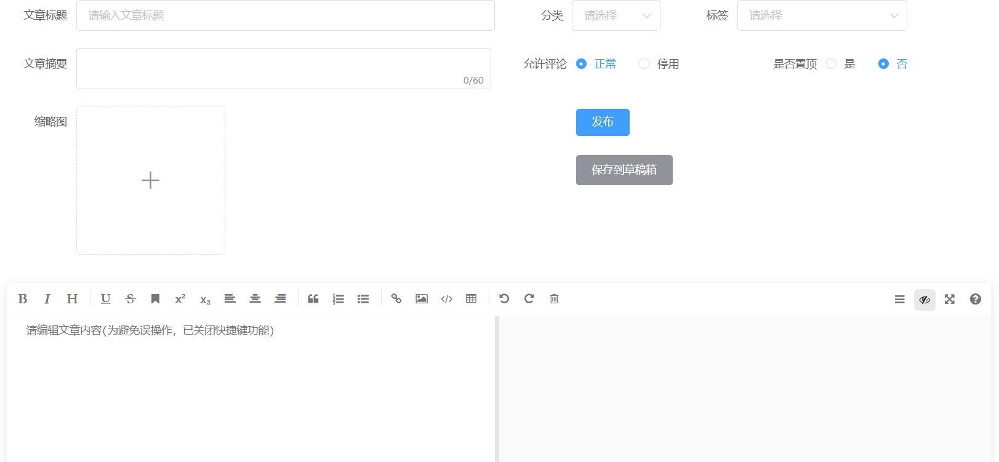 文章标题 请输入文章标题 分类 请选择 标签 请选择
文章摘要 0/60 允许评论 正常 停用 是否置顶 是 否
缩略图 发布
保存到草稿箱
B I H U S x² x₂
请编辑文章内容(为避免误操作，已关闭快捷键功能)